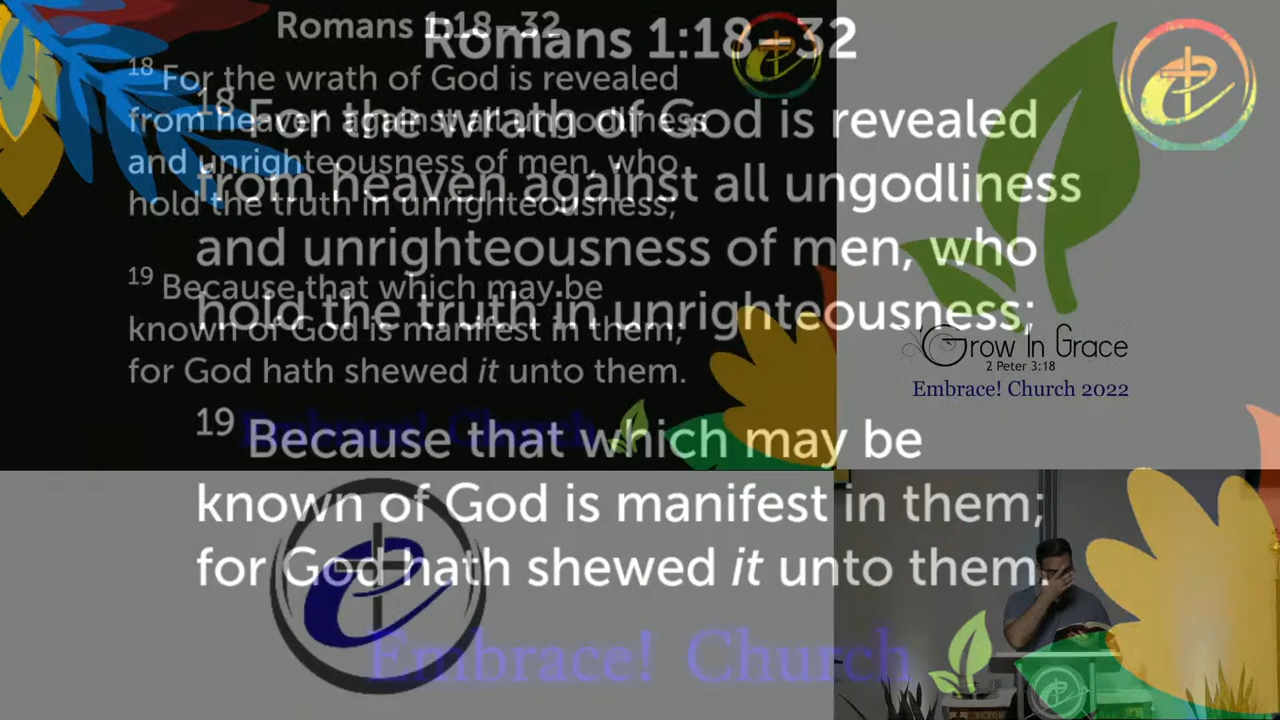 Romans 1:18–32
18 For the wrath of God is revealed
from heaven against all ungodliness
and unrighteousness of men, who
hold the truth in unrighteousness;
19 Because that which may be
known of God is manifest in them;
for God hath shewed it unto them.
Embrace! Church
Romans 1:18–32
18 For the wrath of God is revealed
from heaven against all ungodliness
and unrighteousness of men, who
hold the truth in unrighteousness;
19 Because that which may be
known of God is manifest in them;
for God hath shewed it unto them.
Embrace! Church
Grow In Grace
2 Peter 3:18
Embrace! Church 2022